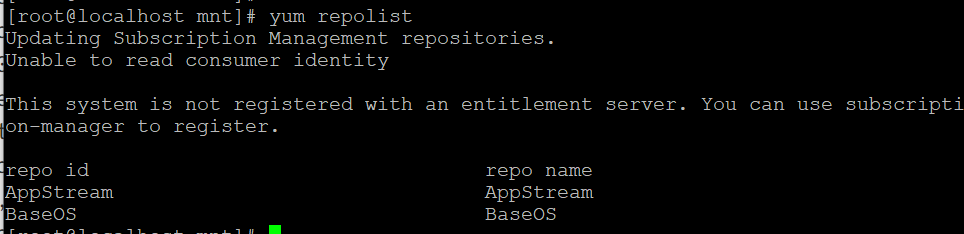 [root@localhost mnt]# yum repolist
Updating Subscription Management repositories.
Unable to read consumer identity
This system is not registered with an entitlement server. You can use subscripti
on-manager to register.
repo id repo name
AppStream AppStream
BaseOS BaseOS
[root@localhost mnt]#